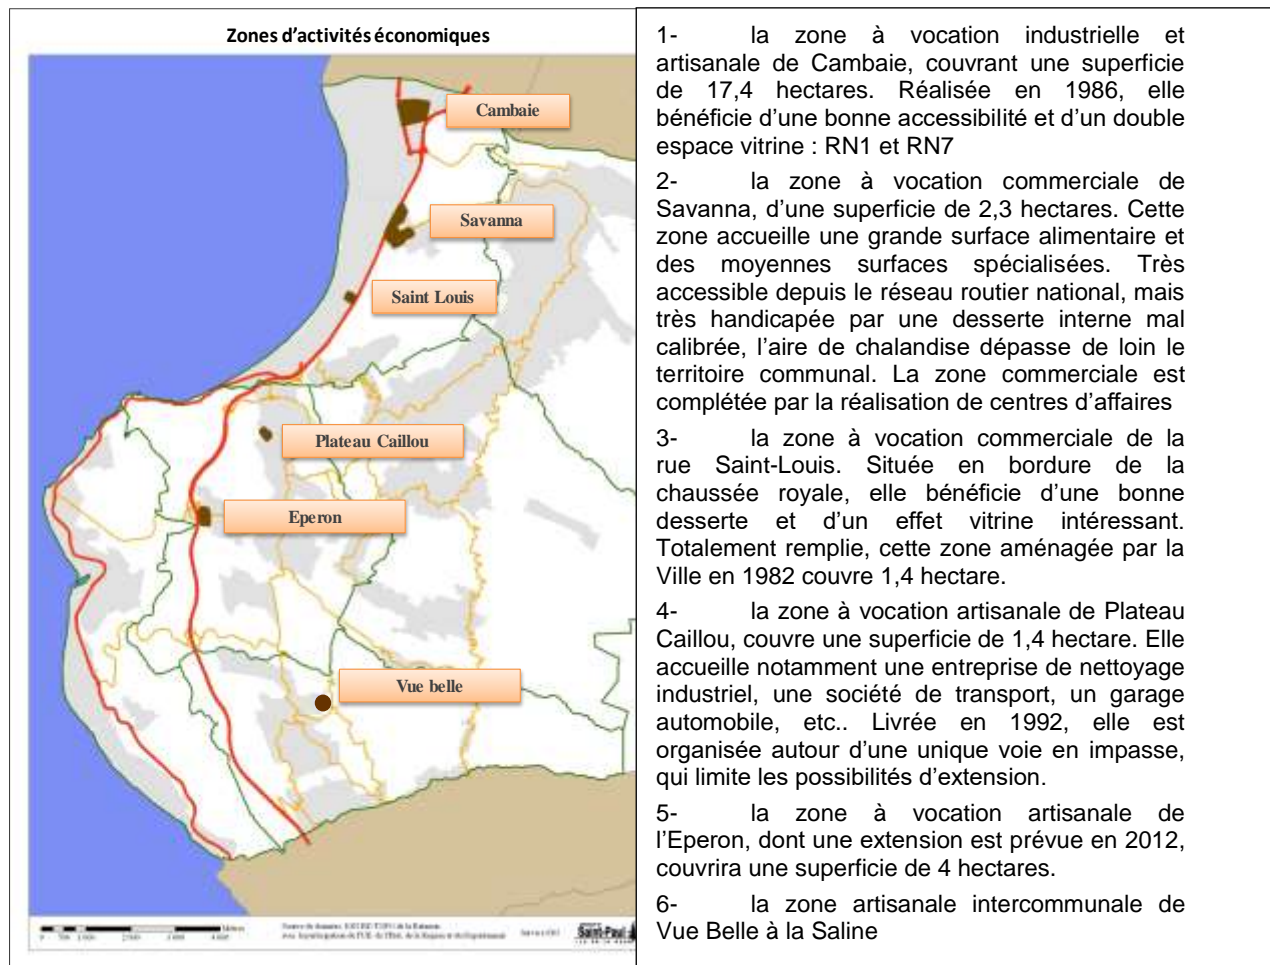 Zones d’activités économiques
Cambaie
Savanna
Saint Louis
Plateau Caillou
Eperon
Vue belle
Saint-Paul
1- la zone à vocation industrielle et
artisanale de Cambaie, couvrant une superficie
de 17,4 hectares. Réalisée en 1986, elle
bénéficie d’une bonne accessibilité et d’un double
espace vitrine : RN1 et RN7
2- la zone à vocation commerciale de
Savanna, d’une superficie de 2,3 hectares. Cette
zone accueille une grande surface alimentaire et
des moyennes surfaces spécialisées. Très
accessible depuis le réseau routier national, mais
très handicapée par une desserte interne mal
calibrée, l’aire de chalandise dépasse de loin le
territoire communal. La zone commerciale est
complétée par la réalisation de centres d’affaires
3- la zone à vocation commerciale de la
rue Saint-Louis. Située en bordure de la
chaussée royale, elle bénéficie d’une bonne
desserte et d’un effet vitrine intéressant.
Totalement remplie, cette zone aménagée par la
Ville en 1982 couvre 1,4 hectare.
4- la zone à vocation artisanale de Plateau
Caillou, couvre une superficie de 1,4 hectare. Elle
accueille notamment une entreprise de nettoyage
industriel, une société de transport, un garage
automobile, etc.. Livrée en 1992, elle est
organisée autour d’une unique voie en impasse,
qui limite les possibilités d’extension.
5- la zone à vocation artisanale de
l’Eperon, dont une extension est prévue en 2012,
couvrira une superficie de 4 hectares.
6- la zone artisanale intercommunale de
Vue Belle à la Saline